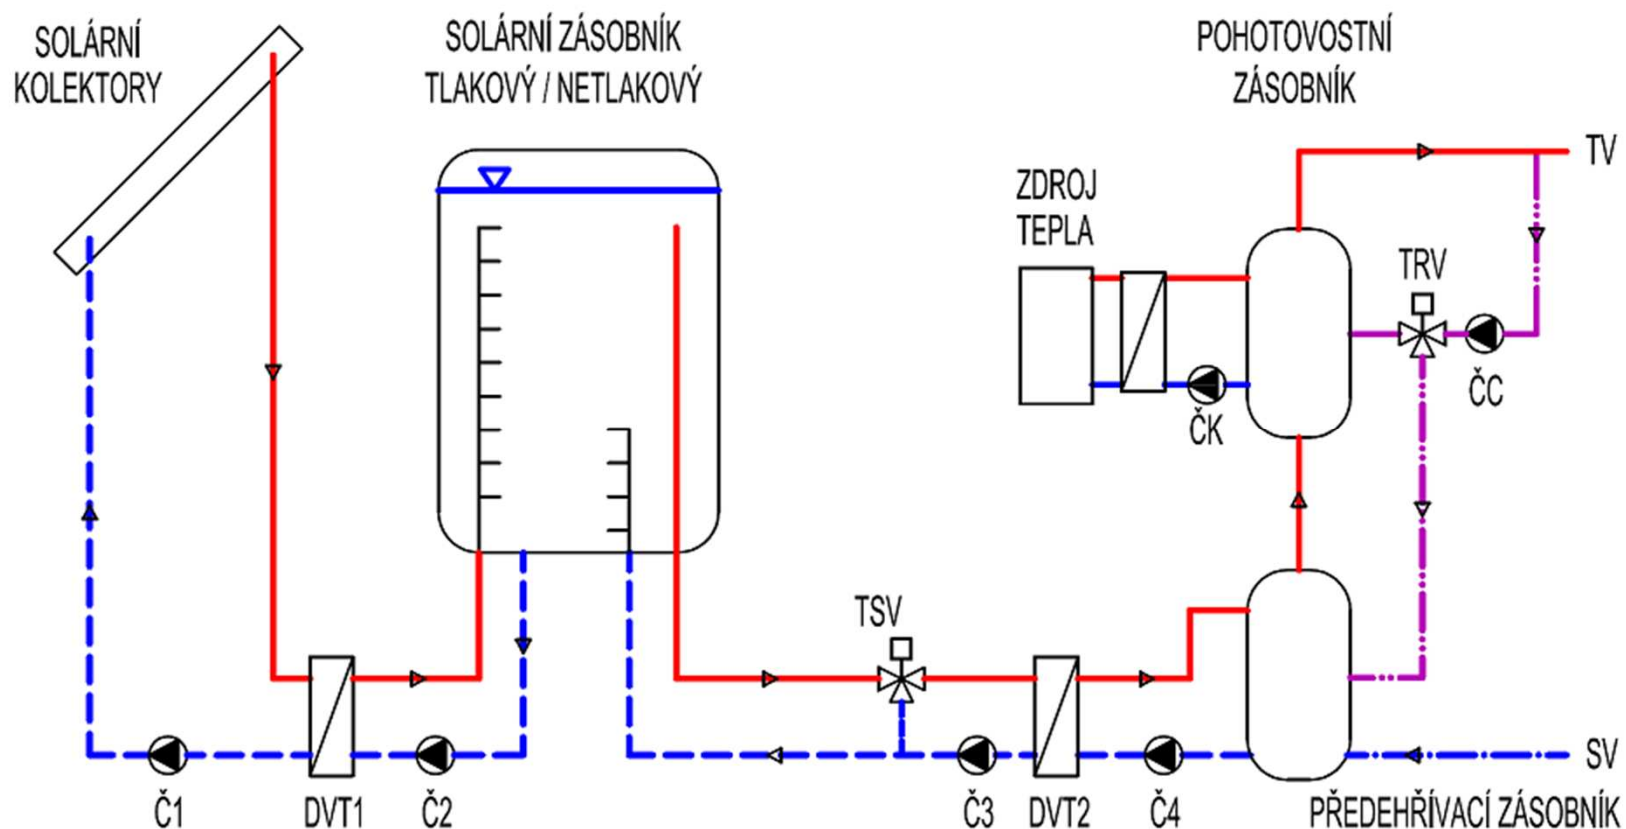 SOLÁRNÍ
KOLEKTORY
SOLÁRNÍ ZÁSOBNÍK
TLAKOVÝ / NETLAKOVÝ
POHOTOVOSTNÍ
ZÁSOBNÍK
TV
ZDROJ
TEPLA
TRV
ČC
ČK
TSV
SV
Č1
DVT1
Č2
Č3
DVT2
Č4
PŘEDEHŘÍVACÍ ZÁSOBNÍK